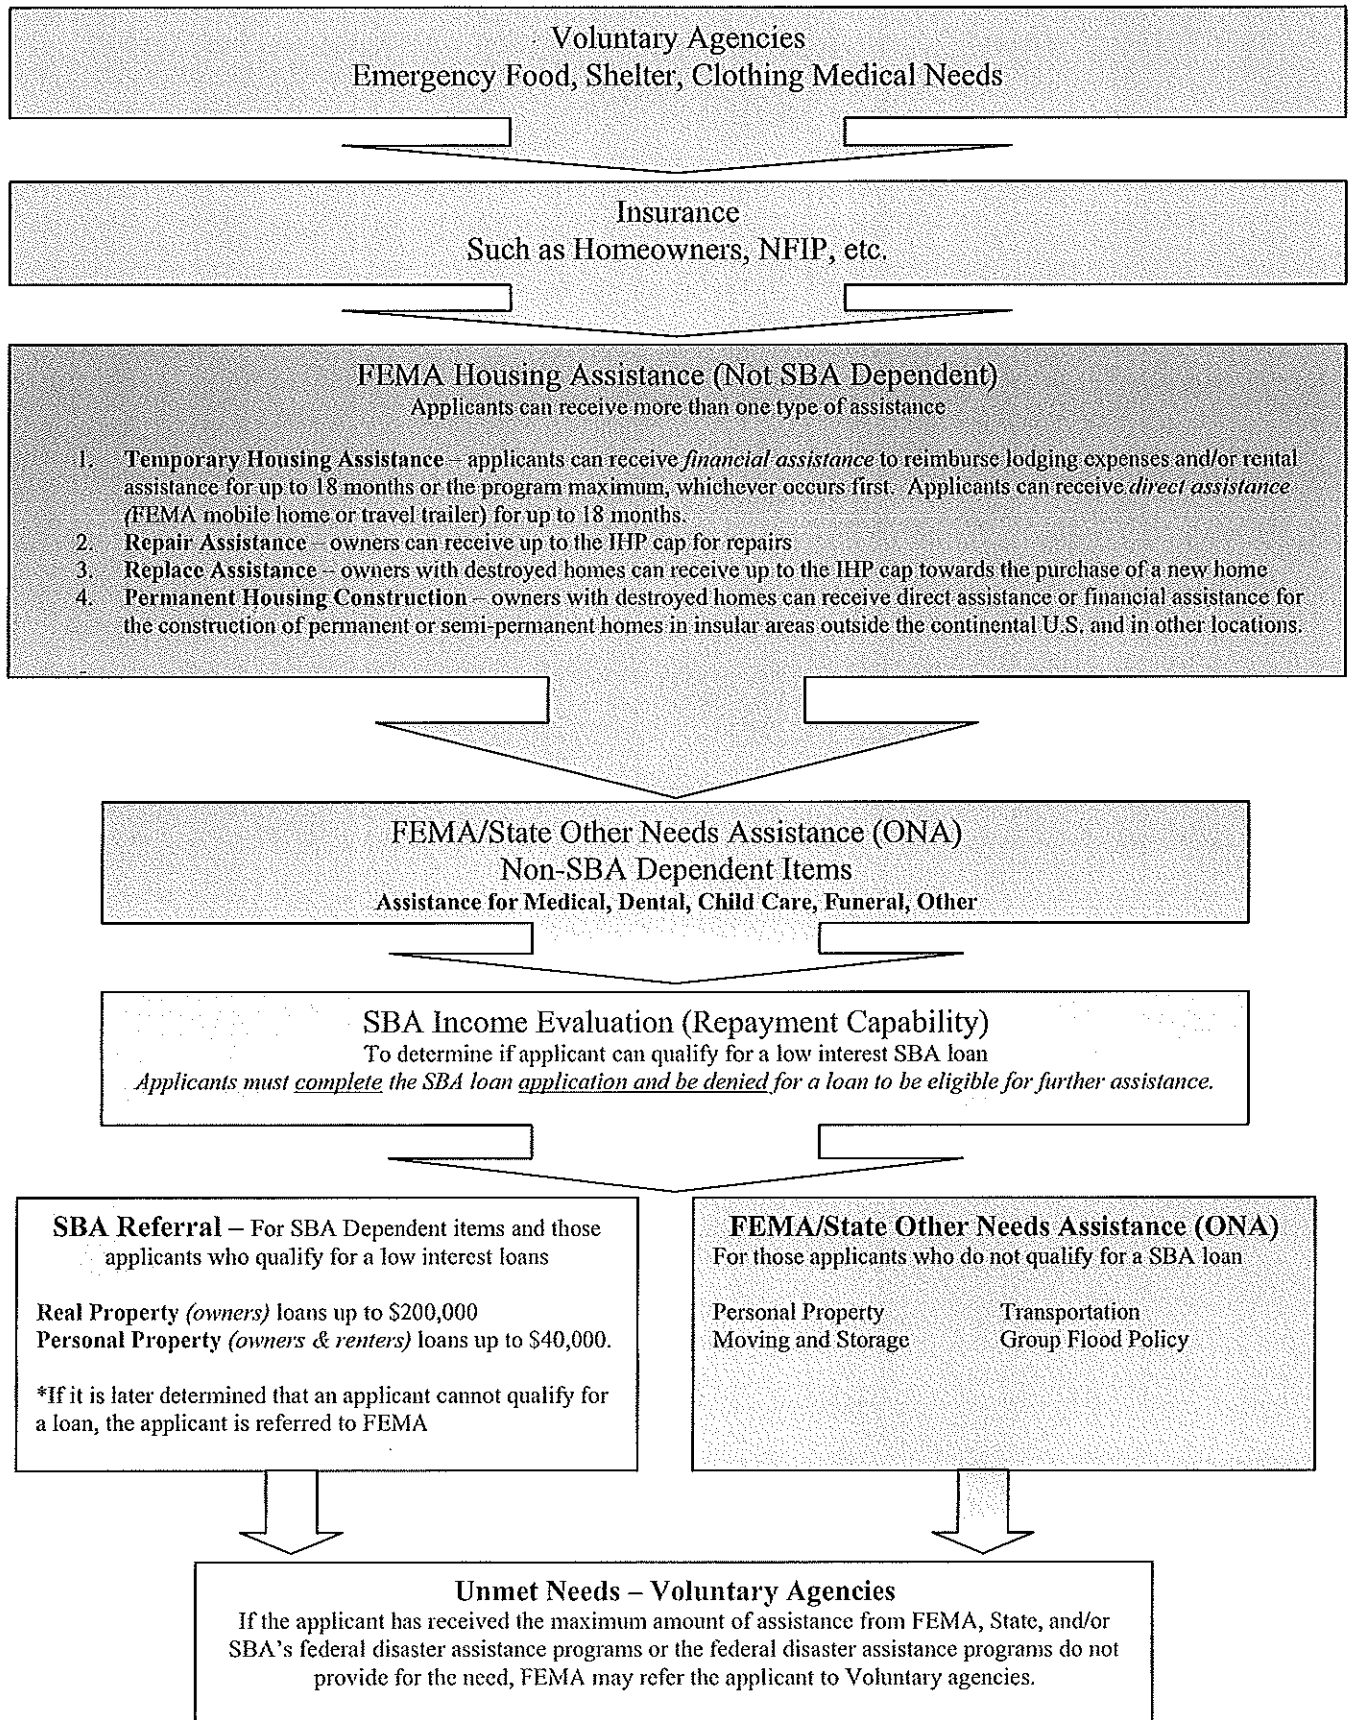 Voluntary Agencies
Emergency Food, Shelter, Clothing Medical Needs
Insurance
Such as Homeowners, NFIP, etc.
FEMA Housing Assistance (Not SBA Dependent)
Applicants can receive more than one type of assistance
1. Temporary Housing Assistance – applicants can receive financial assistance to reimburse lodging expenses and/or rental
assistance for up to 18 months or the program maximum, whichever occurs first. Applicants can receive direct assistance
(FEMA mobile home or travel trailer) for up to 18 months.
2. Repair Assistance – owners can receive up to the IHP cap for repairs
3. Replace Assistance – owners with destroyed homes can receive up to the IHP cap towards the purchase of a new home
4. Permanent Housing Construction – owners with destroyed homes can receive direct assistance or financial assistance for
the construction of permanent or semi-permanent homes in insular areas outside the continental U.S. and in other locations.
FEMA/State Other Needs Assistance (ONA)
Non-SBA Dependent Items
Assistance for Medical, Dental, Child Care, Funeral, Other
SBA Income Evaluation (Repayment Capability)
To determine if applicant can qualify for a low interest SBA loan
Applicants must complete the SBA loan application and be denied for a loan to be eligible for further assistance.
SBA Referral – For SBA Dependent items and those
applicants who qualify for a low interest loans
Real Property (owners) loans up to $200,000
Personal Property (owners & renters) loans up to $40,000.
*If it is later determined that an applicant cannot qualify for
a loan, the applicant is referred to FEMA
FEMA/State Other Needs Assistance (ONA)
For those applicants who do not qualify for a SBA loan
Personal Property Transportation
Moving and Storage Group Flood Policy
Unmet Needs – Voluntary Agencies
If the applicant has received the maximum amount of assistance from FEMA, State, and/or
SBA's federal disaster assistance programs or the federal disaster assistance programs do not
provide for the need, FEMA may refer the applicant to Voluntary agencies.